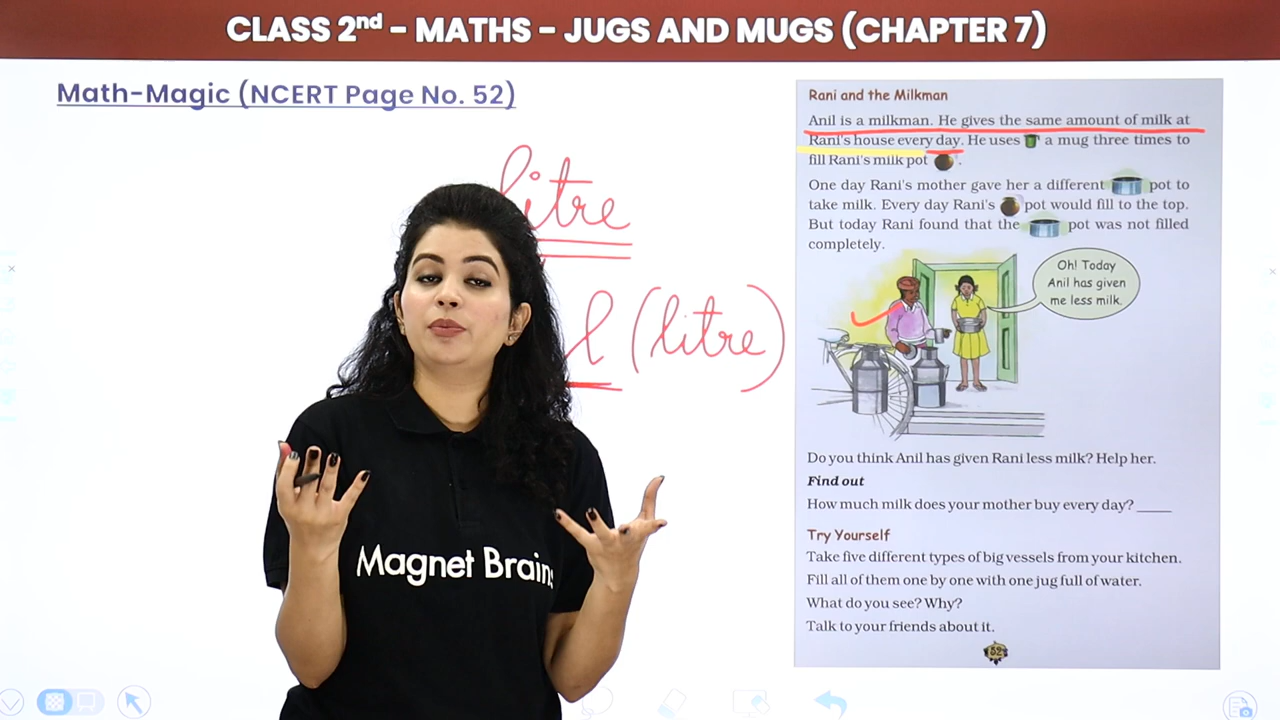 CLASS 2nd – MATHS – JUGS AND MUGS (CHAPTER 7)
Math-Magic (NCERT Page No. 52)
litre
l (litre)
Magnet Brains
Rani and the Milkman
Anil is a milkman. He gives the same amount of milk at
Rani's house every day. He uses a mug three times to
fill Rani's milk pot .
One day Rani's mother gave her a different pot to
take milk. Every day Rani's pot would fill to the top.
But today Rani found that the pot was not filled
completely.
Oh! Today
Anil has given
me less milk.
Do you think Anil has given Rani less milk? Help her.
Find out
How much milk does your mother buy every day? _____
Try Yourself
Take five different types of big vessels from your kitchen.
Fill all of them one by one with one jug full of water.
What do you see? Why?
Talk to your friends about it.
52